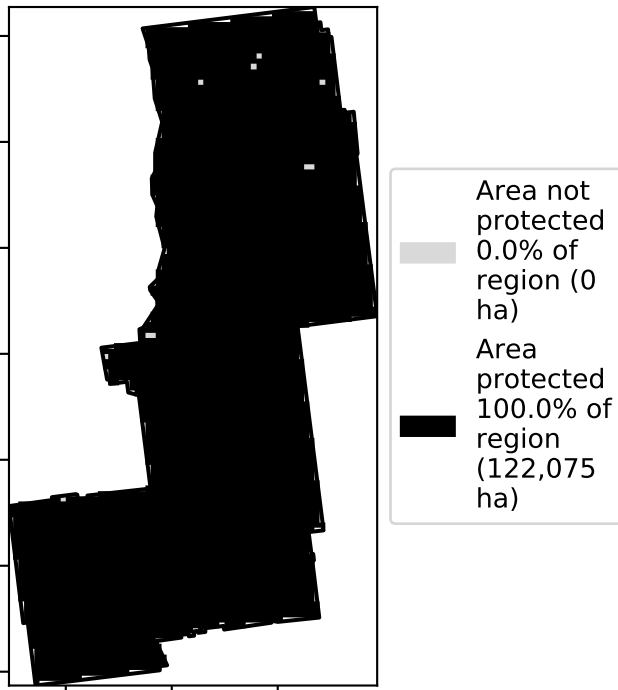 Area not
protected
0.0% of
region (0
ha)
Area
protected
100.0% of
region
(122,075
ha)